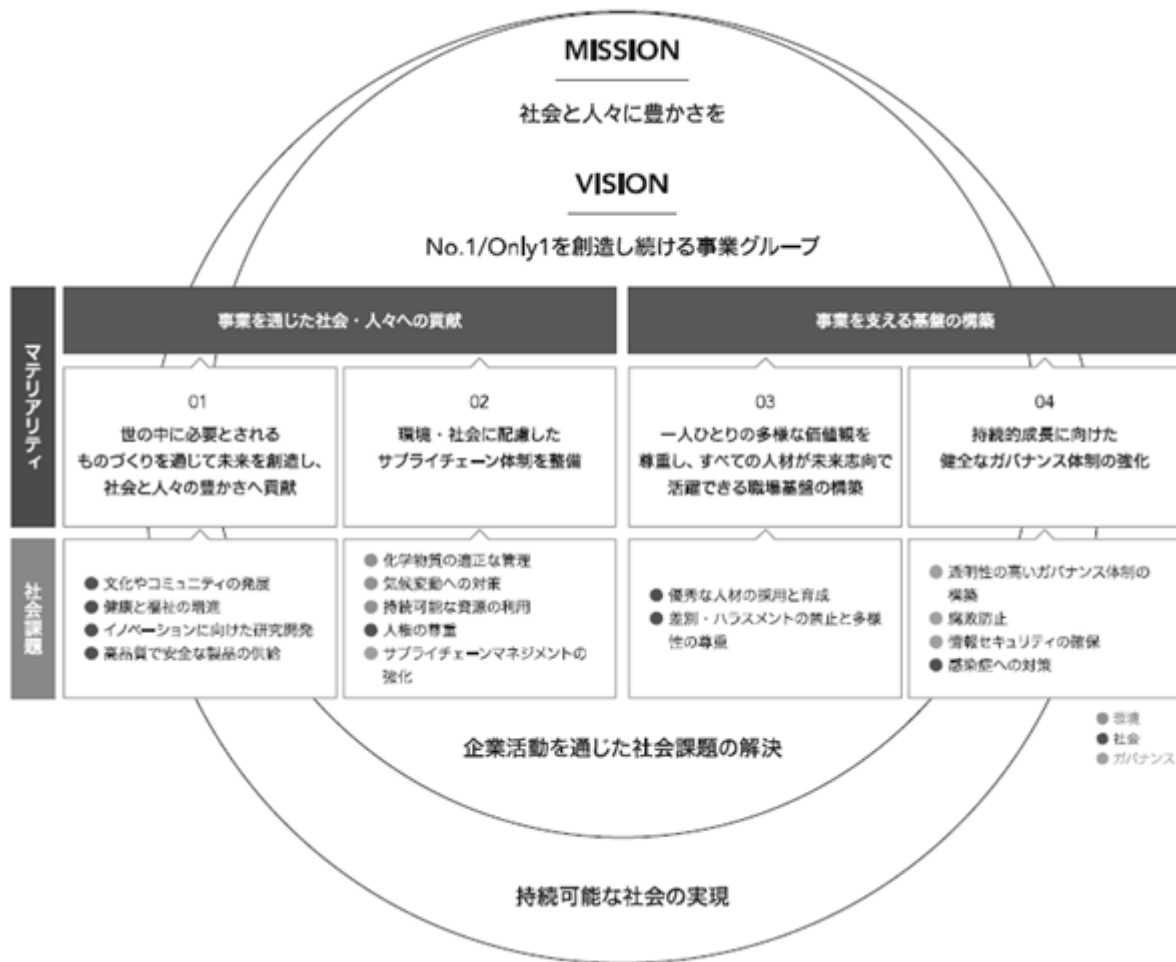 MISSION
社会と人々に豊かさを
VISION
No.1/Only1を創造し続ける事業グループ
マテリアリティ
事業を通じた社会・人々への貢献
事業を支える基盤の構築
01
世の中に必要とされる
ものづくりを通じて未来を創造し、
社会と人々の豊かさへ貢献
02
環境・社会に配慮した
サプライチェーン体制を整備
03
一人ひとりの多様な価値観を
尊重し、すべての人材が未来志向で
活躍できる職場基盤の構築
04
持続的成長に向けた
健全なガバナンス体制の強化
社会課題
● 文化やコミュニティの発展
● 健康と福祉の増進
● イノベーションに向けた研究開発
● 高品質で安全な製品の供給
● 化学物質の適正な管理
● 気候変動への対策
● 持続可能な資源の利用
● 人権の尊重
● サプライチェーンマネジメントの
強化
● 優秀な人材の採用と育成
● 差別・ハラスメントの禁止と多様
性の尊重
● 透明性の高いガバナンス体制の
構築
● 腐敗防止
● 情報セキュリティの確保
● 感染症への対策
● 環境
● 社会
● ガバナンス
企業活動を通じた社会課題の解決
持続可能な社会の実現